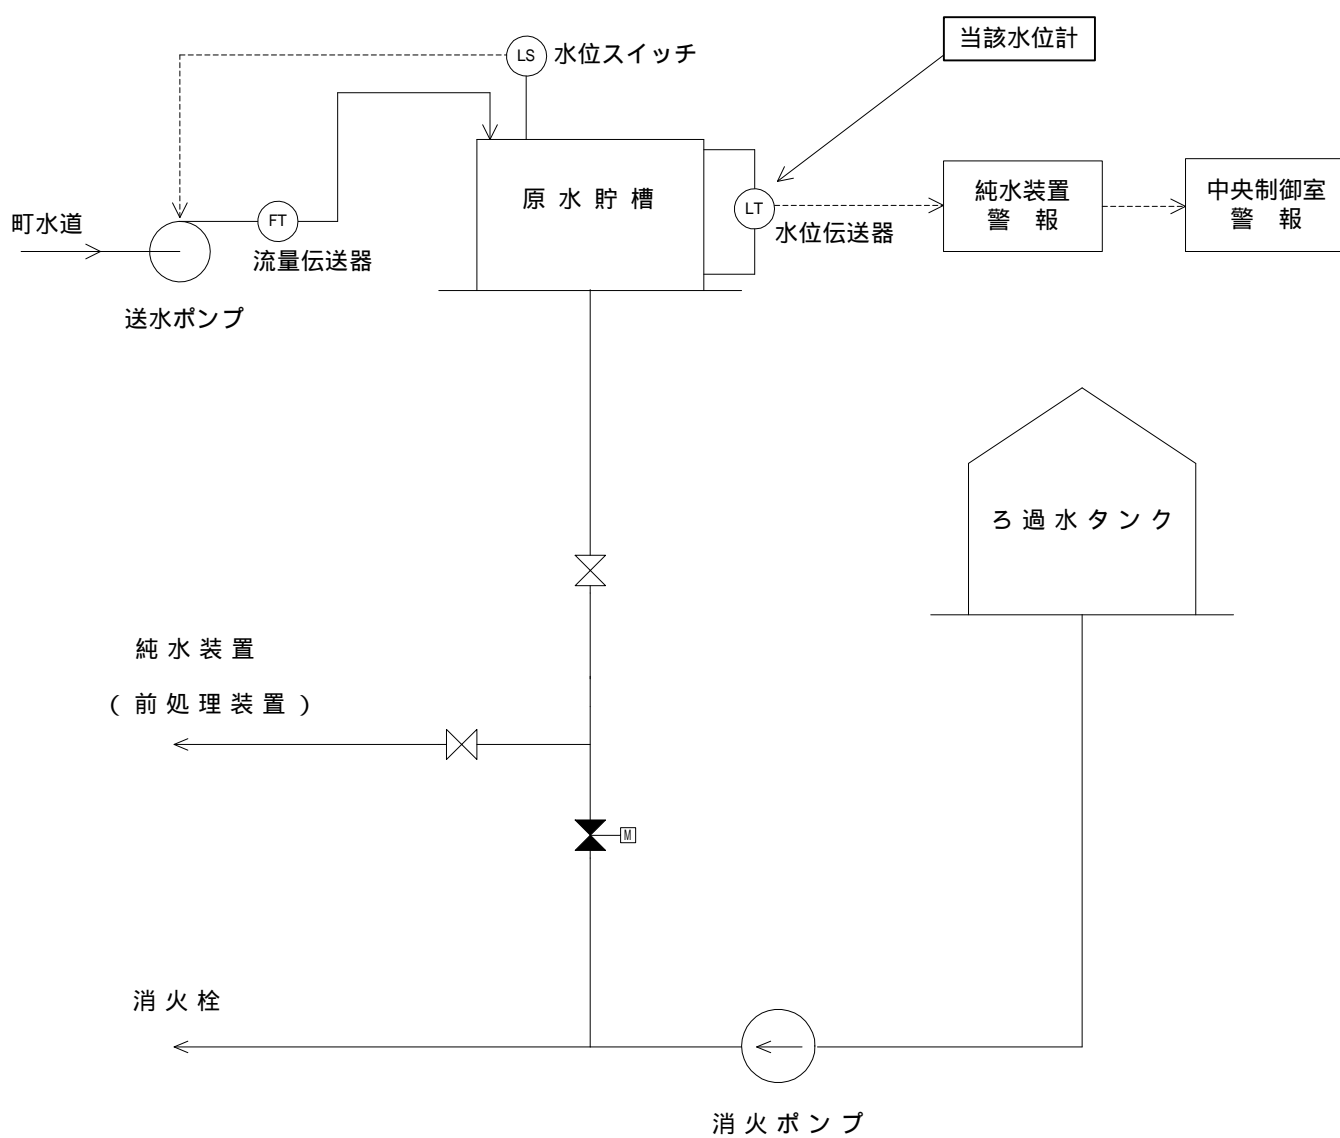 当該水位計
LS 水位スイッチ
原水貯槽
純水装置
警 報
中央制御室
警 報
LT
水位伝送器
町水道
FT
流量伝送器
送水ポンプ
ろ過水タンク
純水装置
(前処理装置)
M
消火栓
消火ポンプ